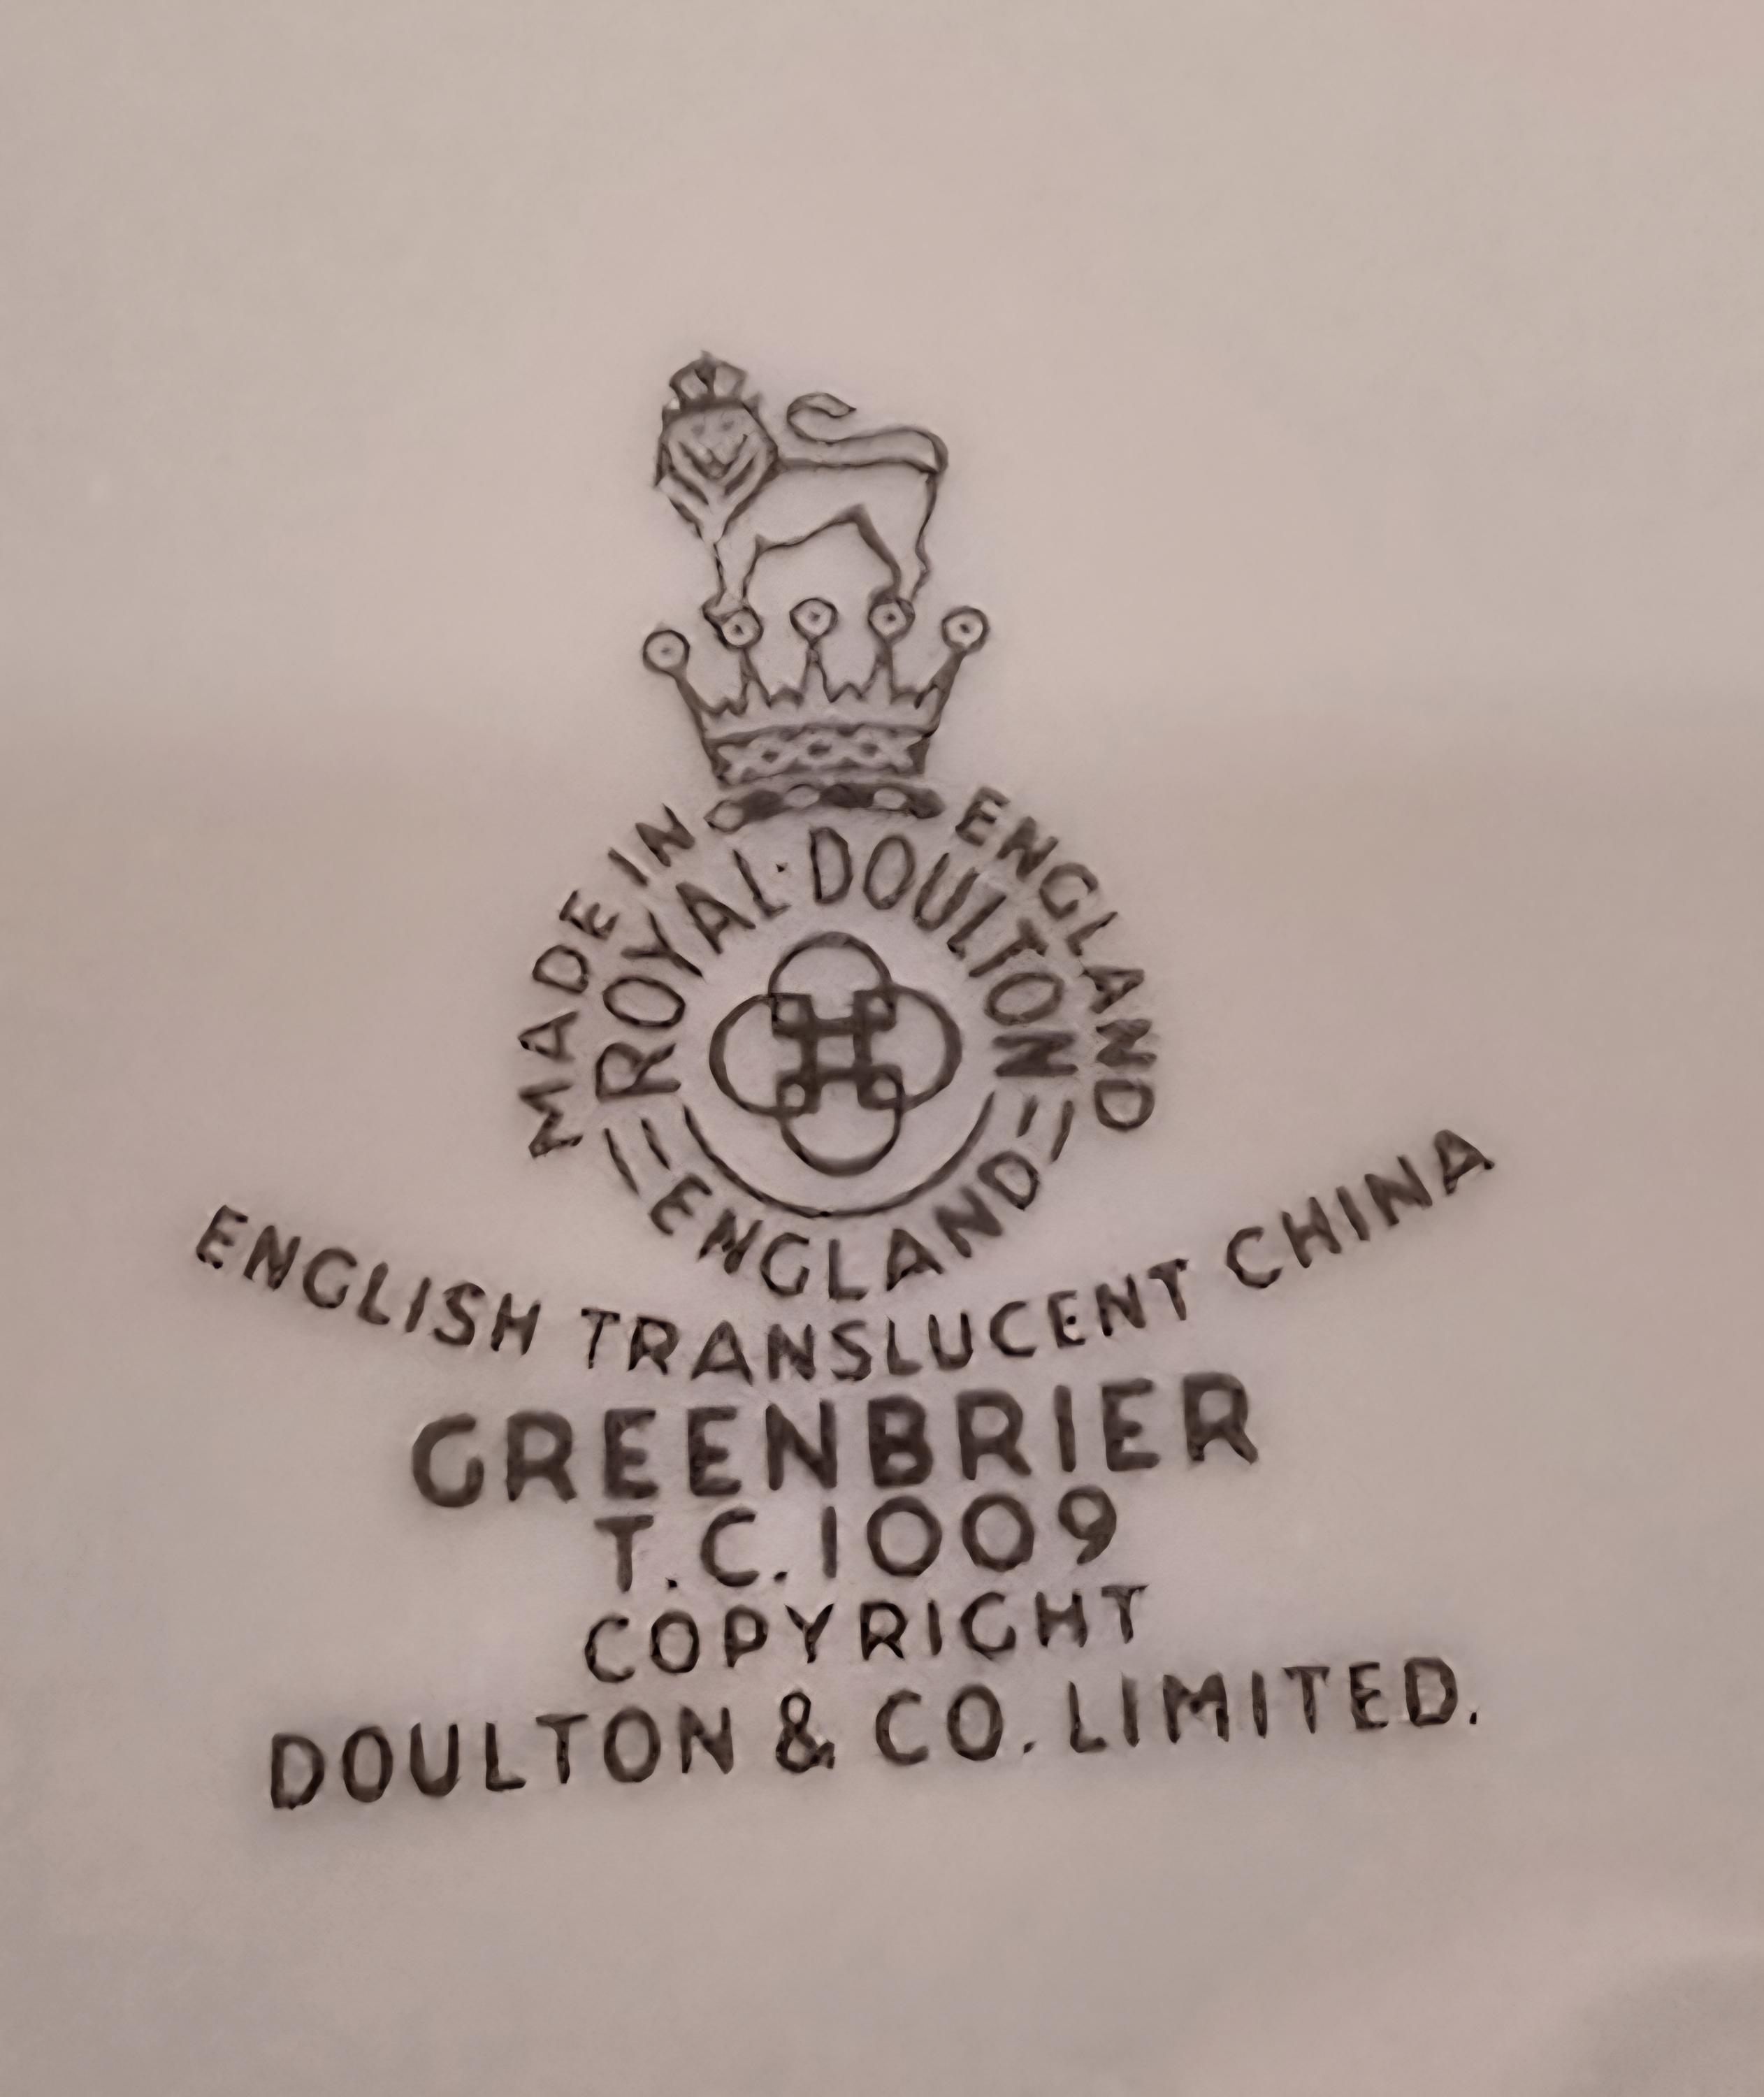 MADE IN ENGLAND
ROYAL·DOULTON
ENGLAND
ENGLISH TRANSLUCENT CHINA
GREENBRIER
T.C.1009
COPYRIGHT
DOULTON & CO. LIMITED.